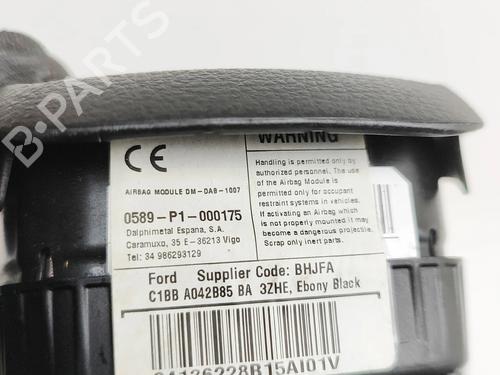 B-PARTS
CE
AIRBAG MODULE DM-DAB-1007
0589-P1-000175
Dalphimetal Espana, S.A.
Caramuxo, 35 E-36213 Vigo
Tel: 34 986293129
WARNING
Handling is permitted only by
authorized personnel. The use
of the Airbag Module is only
permitted for occupant
restraint systems in vehicles.
If activating an Airbag which is
not properly mounted it may
become a dangerous projectile.
Scrap only inert parts.
Ford Supplier Code: BHJFA
C1BB A042B85 BA 3ZHE, Ebony Black